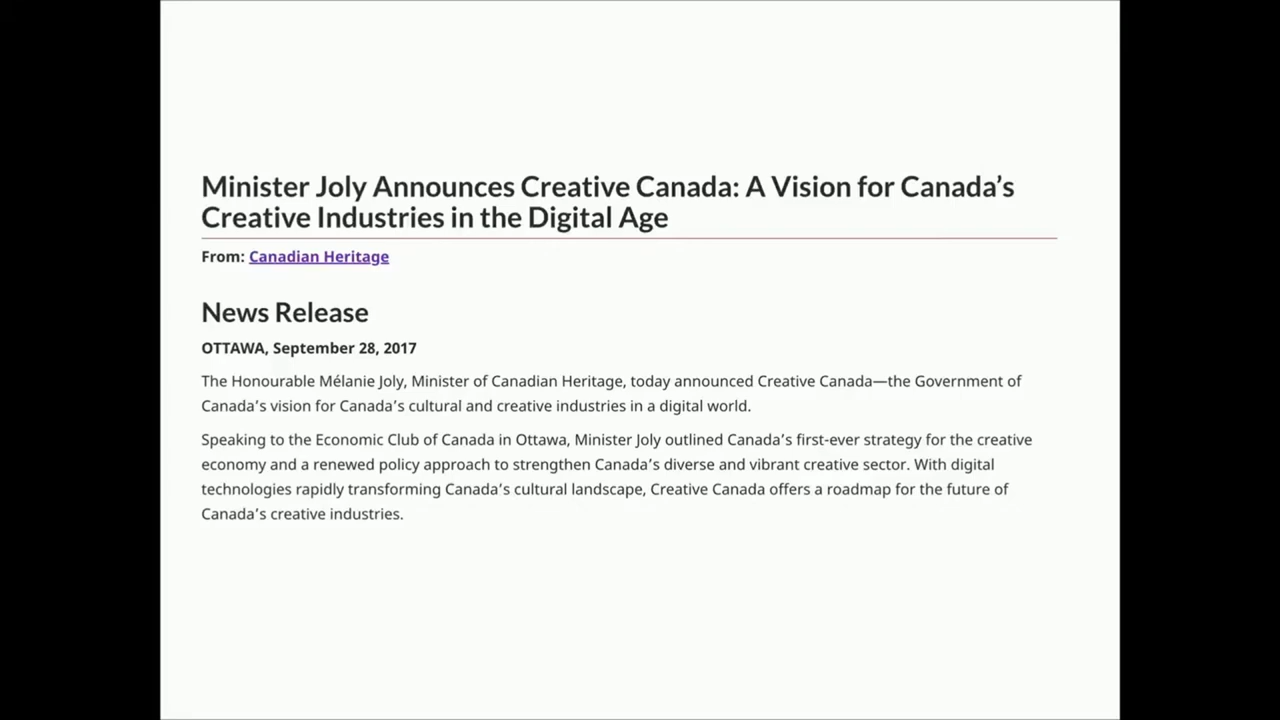 Minister Joly Announces Creative Canada: A Vision for Canada’s
Creative Industries in the Digital Age
From: Canadian Heritage
News Release
OTTAWA, September 28, 2017
The Honourable Mélanie Joly, Minister of Canadian Heritage, today announced Creative Canada—the Government of
Canada’s vision for Canada’s cultural and creative industries in a digital world.
Speaking to the Economic Club of Canada in Ottawa, Minister Joly outlined Canada’s first-ever strategy for the creative
economy and a renewed policy approach to strengthen Canada’s diverse and vibrant creative sector. With digital
technologies rapidly transforming Canada’s cultural landscape, Creative Canada offers a roadmap for the future of
Canada’s creative industries.